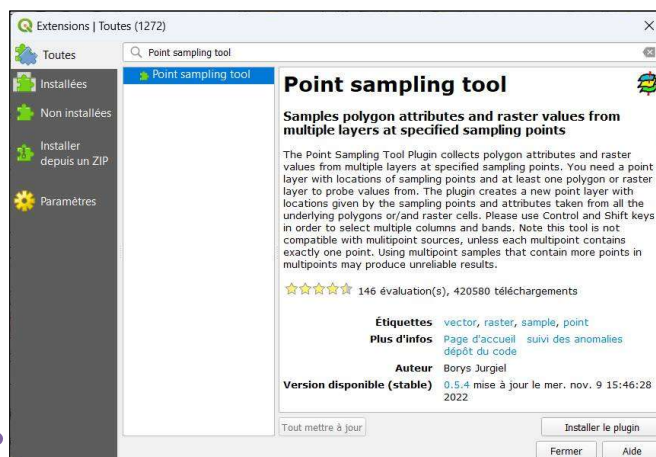 Extensions | Toutes (1272)
Toutes
Installées
Non installées
Installer
depuis un ZIP
Paramètres
Point sampling tool
Point sampling tool
Point sampling tool
Samples polygon attributes and raster values from
multiple layers at specified sampling points
The Point Sampling Tool Plugin collects polygon attributes and raster
values from multiple layers at specified sampling points. You need a point
layer with locations of sampling points and at least one polygon or raster
layer to probe values from. The plugin creates a new point layer with
locations given by the sampling points and attributes taken from all the
underlying polygons or/and raster cells. Please use Control and Shift keys
in order to select multiple columns and bands. Note this tool is not
compatible with mulitipoint sources, unless each multipoint contains
exactly one point. Using multipoint samples that contain more points in
multipoints may produce unreliable results.
146 évaluation(s), 420580 téléchargements
Étiquettes vector, raster, sample, point
Plus d'infos Page d'accueil suivi des anomalies
dépôt du code
Auteur Borys Jurgiel
Version disponible (stable) 0.5.4 mise à jour le mer. nov. 9 15:46:28
2022
Tout mettre à jour
Installer le plugin
Fermer
Aide